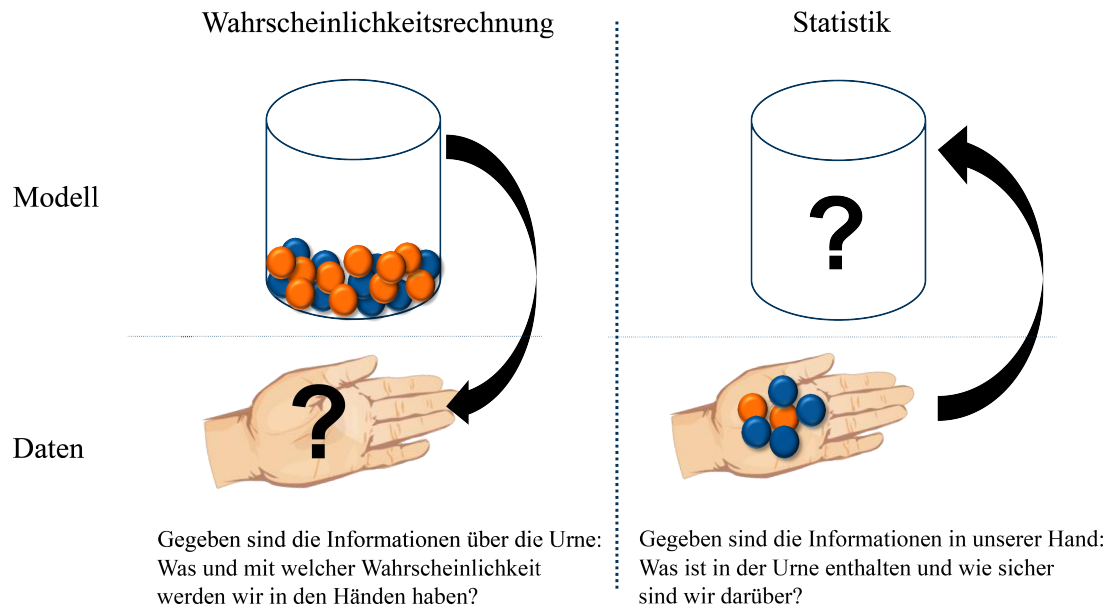 Wahrscheinlichkeitsrechnung
Statistik
Modell
?
?
Daten
?
Gegeben sind die Informationen über die Urne:
Was und mit welcher Wahrscheinlichkeit
werden wir in den Händen haben?
Gegeben sind die Informationen in unserer Hand:
Was ist in der Urne enthalten und wie sicher
sind wir darüber?